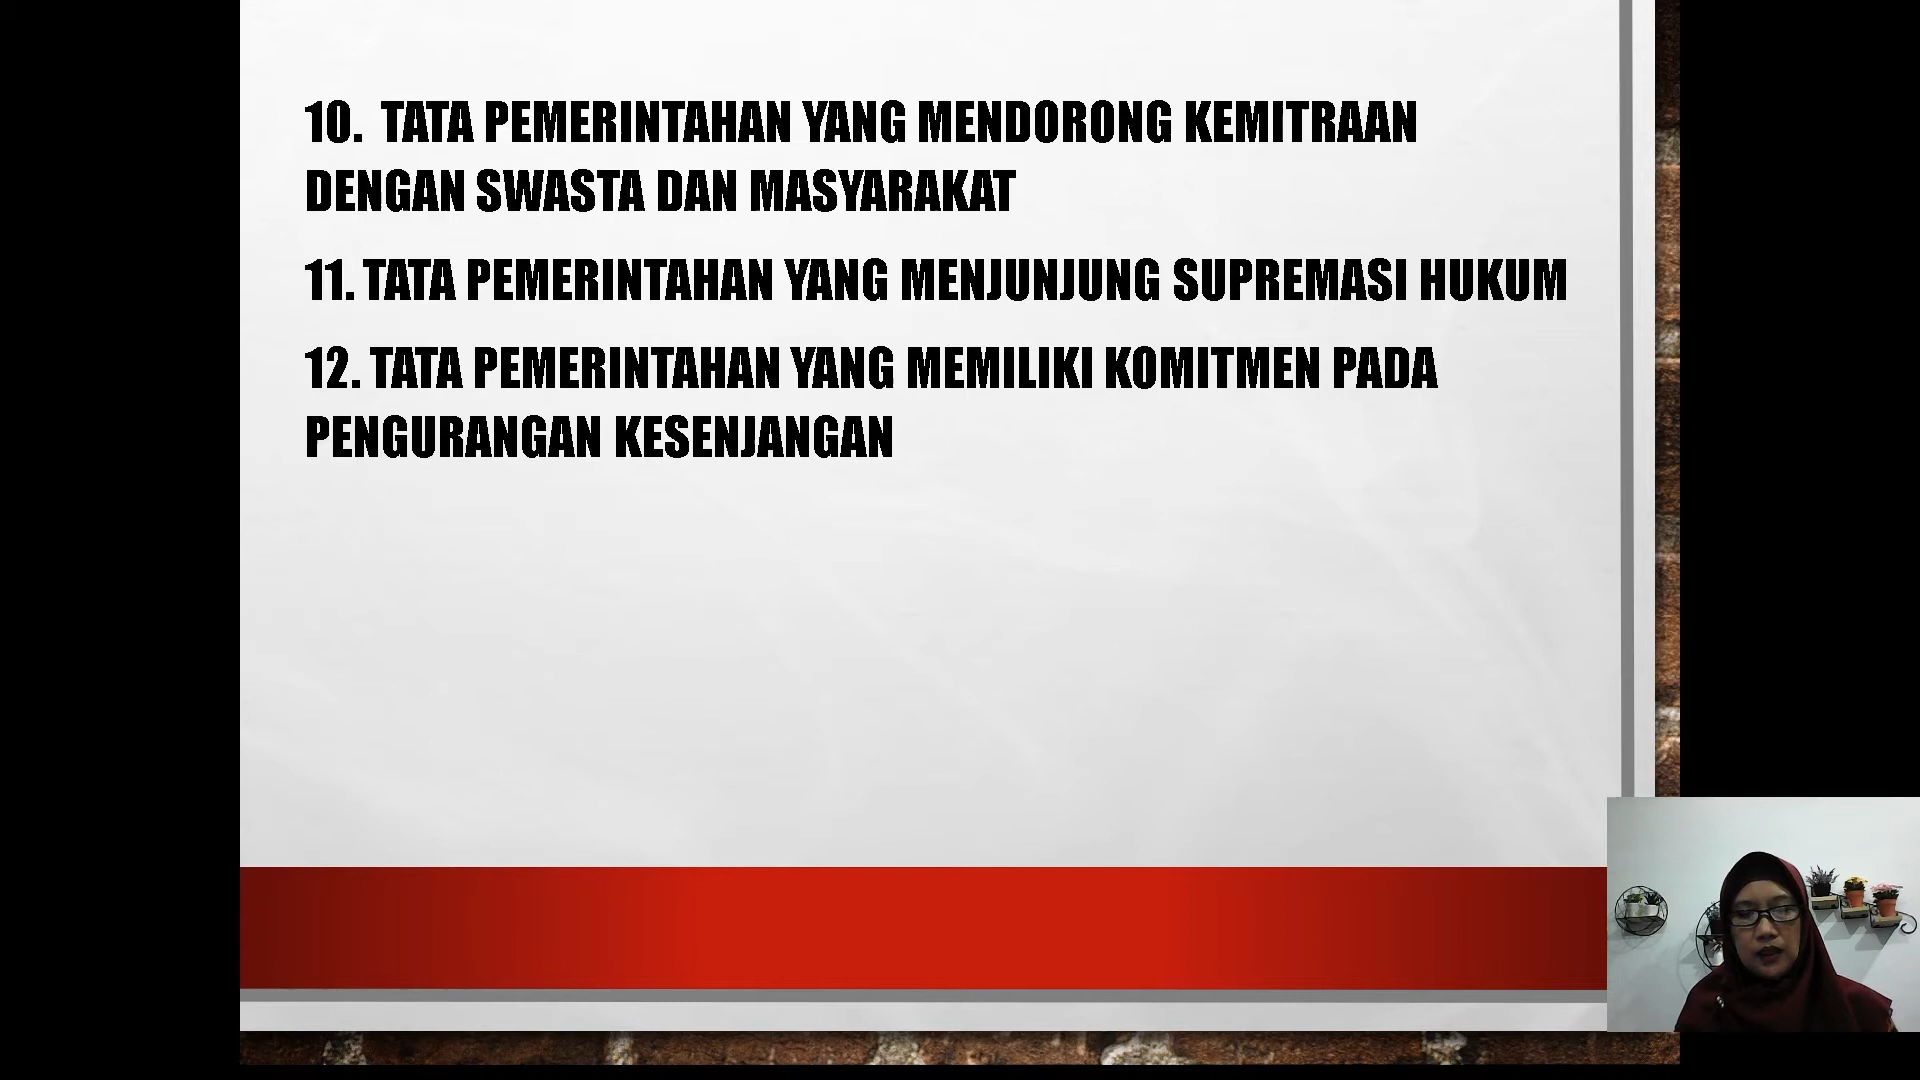 10. TATA PEMERINTAHAN YANG MENDORONG KEMITRAAN
DENGAN SWASTA DAN MASYARAKAT
11. TATA PEMERINTAHAN YANG MENJUNJUNG SUPREMASI HUKUM
12. TATA PEMERINTAHAN YANG MEMILIKI KOMITMEN PADA
PENGURANGAN KESENJANGAN